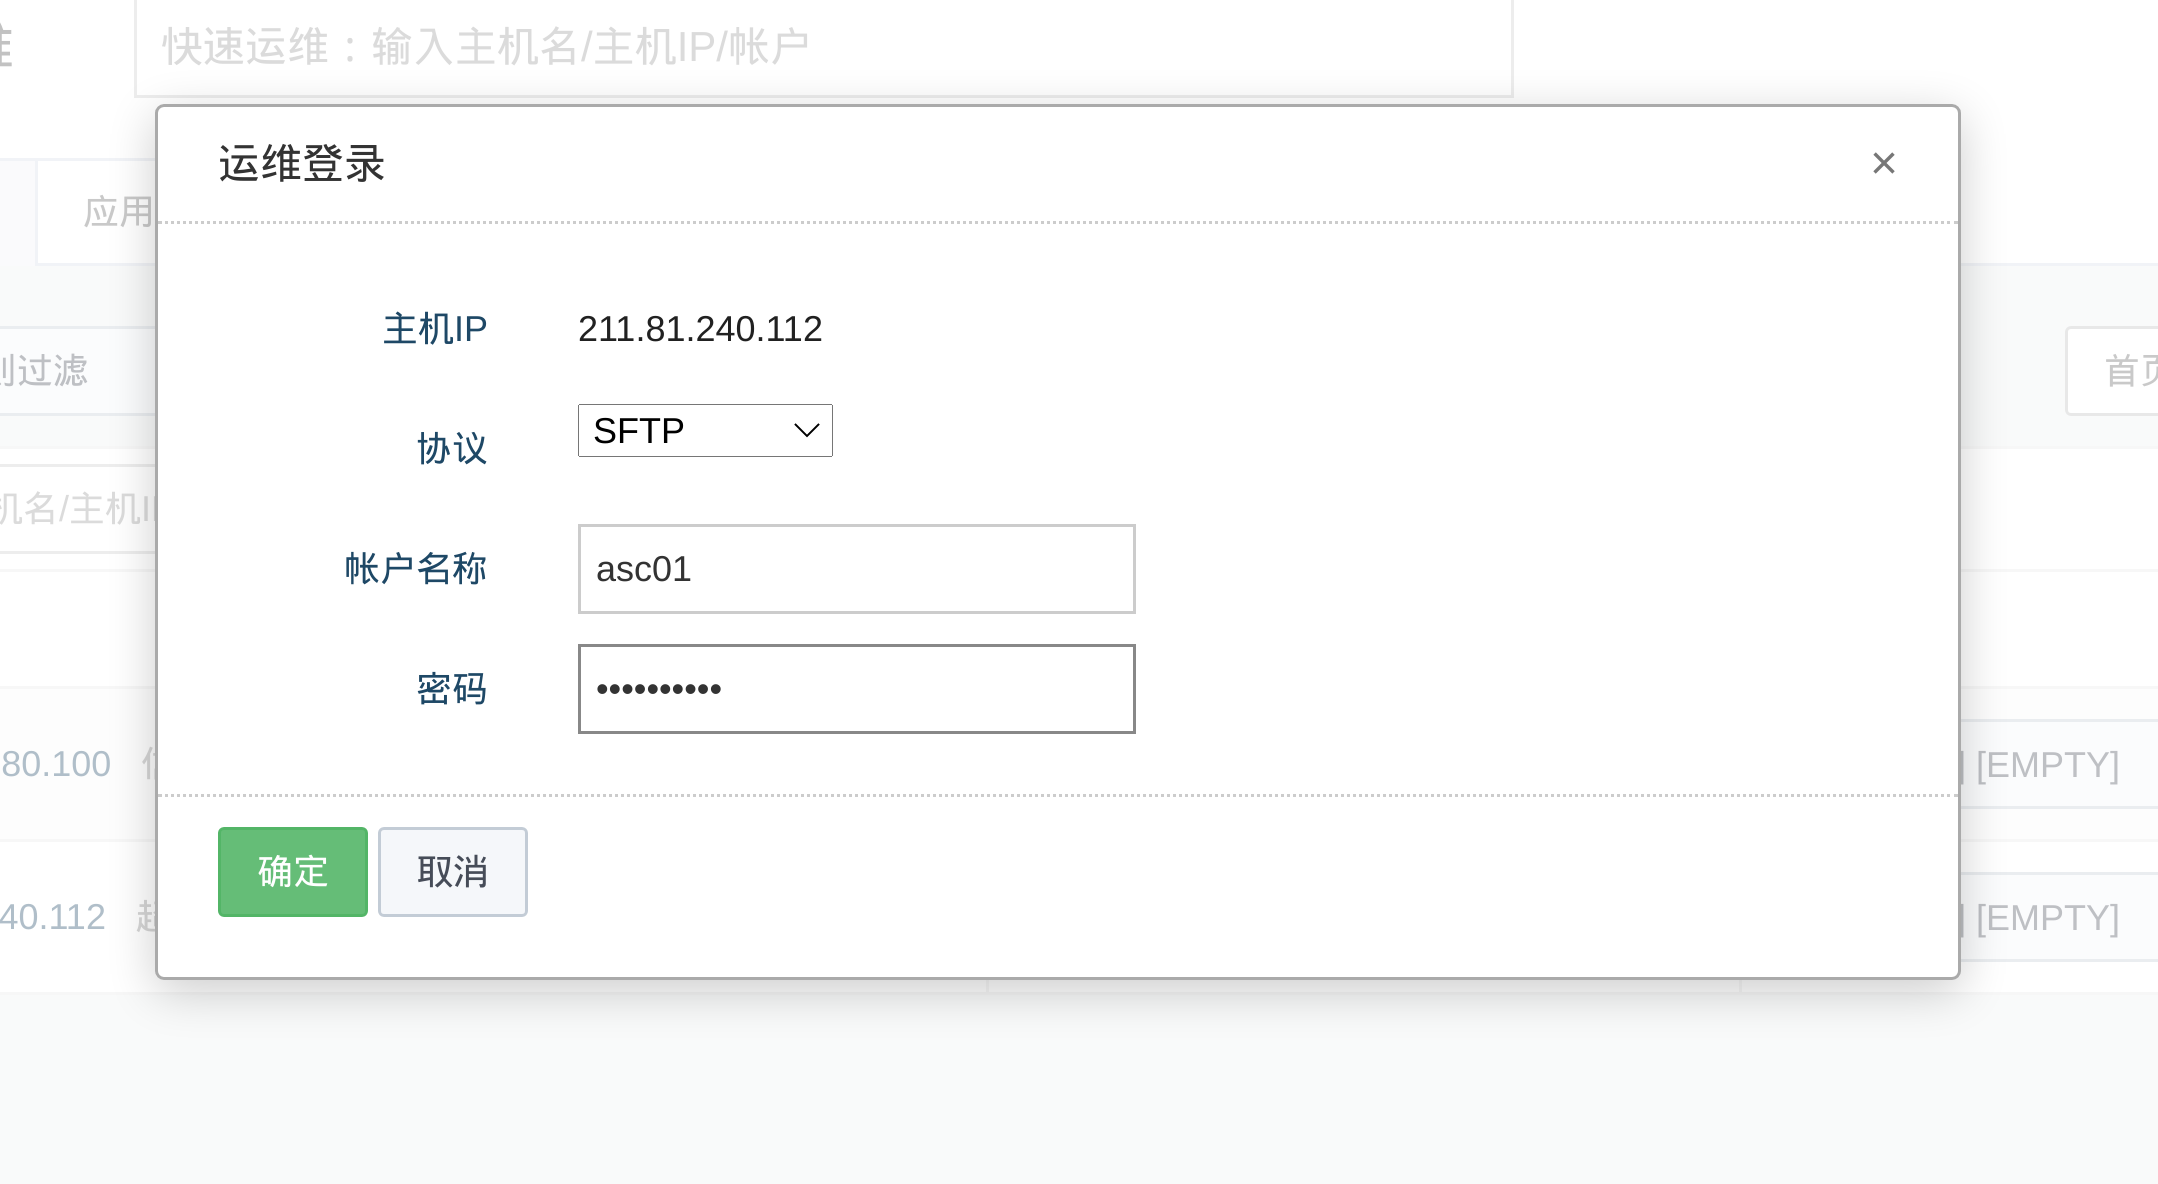 快速运维：输入主机名/主机IP/帐户
运维登录
×
应用
主机IP
211.81.240.112
过滤
首页
协议
SFTP
机名/主机I
帐户名称
asc01
密码
••••••••••
80.100
[EMPTY]
确定
取消
40.112
[EMPTY]